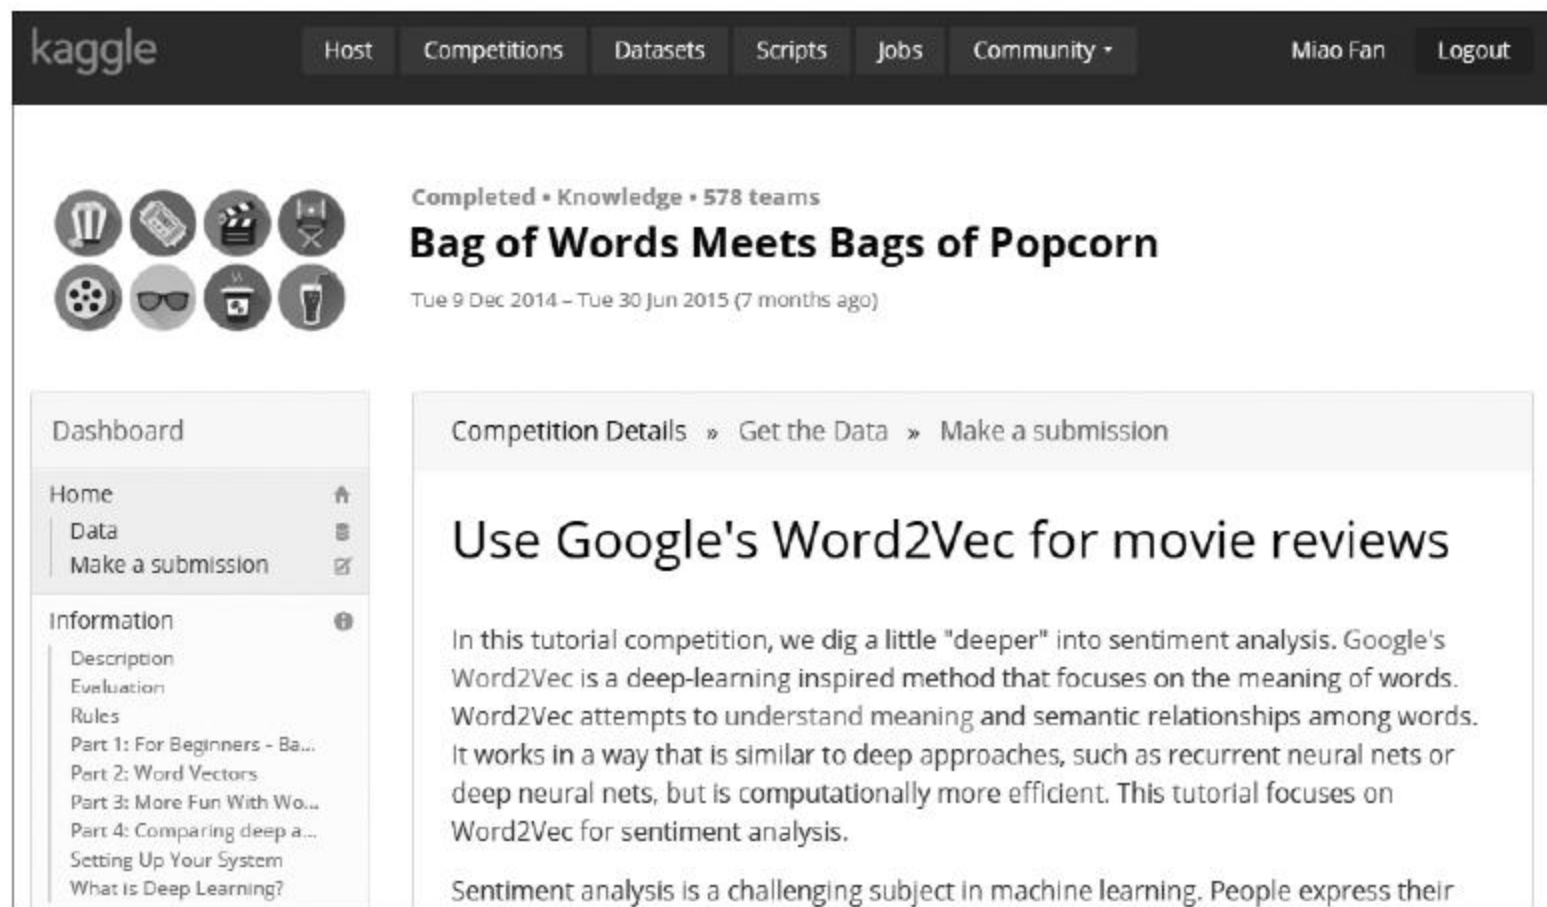 kaggle Host Competitions Datasets Scripts Jobs Community Miao Fan Logout
Completed • Knowledge • 578 teams
Bag of Words Meets Bags of Popcorn
Tue 9 Dec 2014 – Tue 30 Jun 2015 (7 months ago)
Dashboard
Home
Data
Make a submission
Information
Description
Evaluation
Rules
Part 1: For Beginners - Ba...
Part 2: Word Vectors
Part 3: More Fun With Wo...
Part 4: Comparing deep a...
Setting Up Your System
What is Deep Learning?
Competition Details » Get the Data » Make a submission
Use Google's Word2Vec for movie reviews
In this tutorial competition, we dig a little "deeper" into sentiment analysis. Google's
Word2Vec is a deep-learning inspired method that focuses on the meaning of words.
Word2Vec attempts to understand meaning and semantic relationships among words.
It works in a way that is similar to deep approaches, such as recurrent neural nets or
deep neural nets, but is computationally more efficient. This tutorial focuses on
Word2Vec for sentiment analysis.
Sentiment analysis is a challenging subject in machine learning. People express their